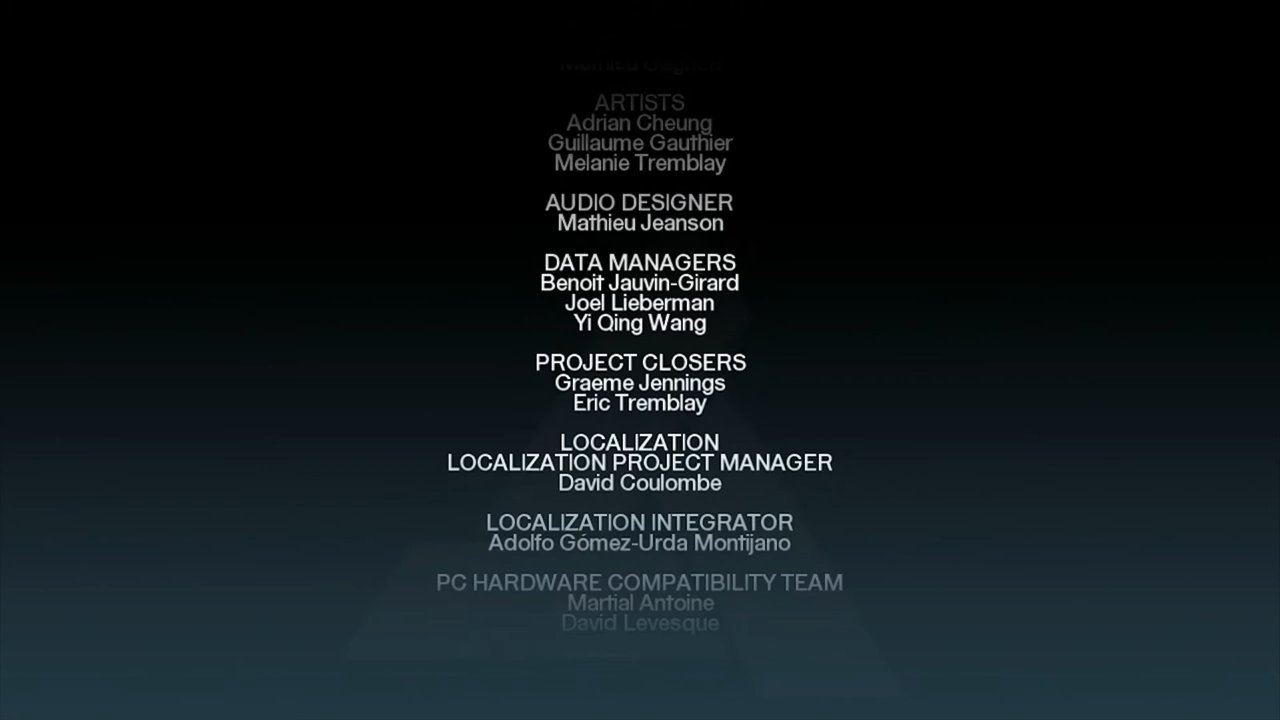 ARTISTS
Adrian Cheung
Guillaume Gauthier
Melanie Tremblay
AUDIO DESIGNER
Mathieu Jeanson
DATA MANAGERS
Benoit Jauvin-Girard
Joel Lieberman
Yi Qing Wang
PROJECT CLOSERS
Graeme Jennings
Eric Tremblay
LOCALIZATION
LOCALIZATION PROJECT MANAGER
David Coulombe
LOCALIZATION INTEGRATOR
Adolfo Gómez-Urda Montijano
PC HARDWARE COMPATIBILITY TEAM
Martial Antoine
David Levesque